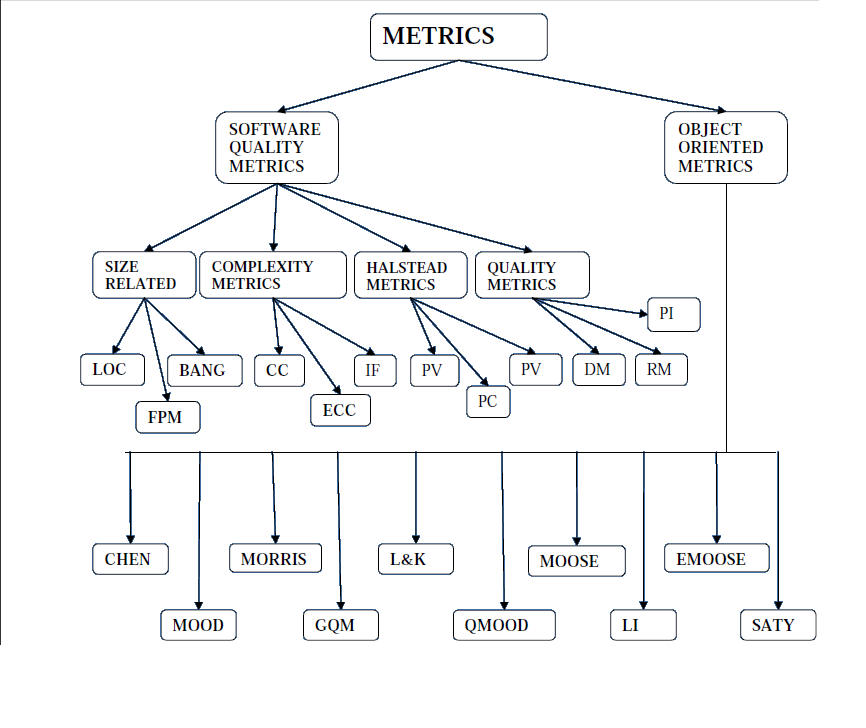 METRICS
SOFTWARE
QUALITY
METRICS
OBJECT
ORIENTED
METRICS
SIZE
RELATED
COMPLEXITY
METRICS
HALSTEAD
METRICS
QUALITY
METRICS
PI
LOC
BANG
CC
IF
PV
PV
DM
RM
FPM
ECC
PC
CHEN
MORRIS
L&K
MOOSE
EMOOSE
MOOD
GQM
QMOOD
LI
SATY